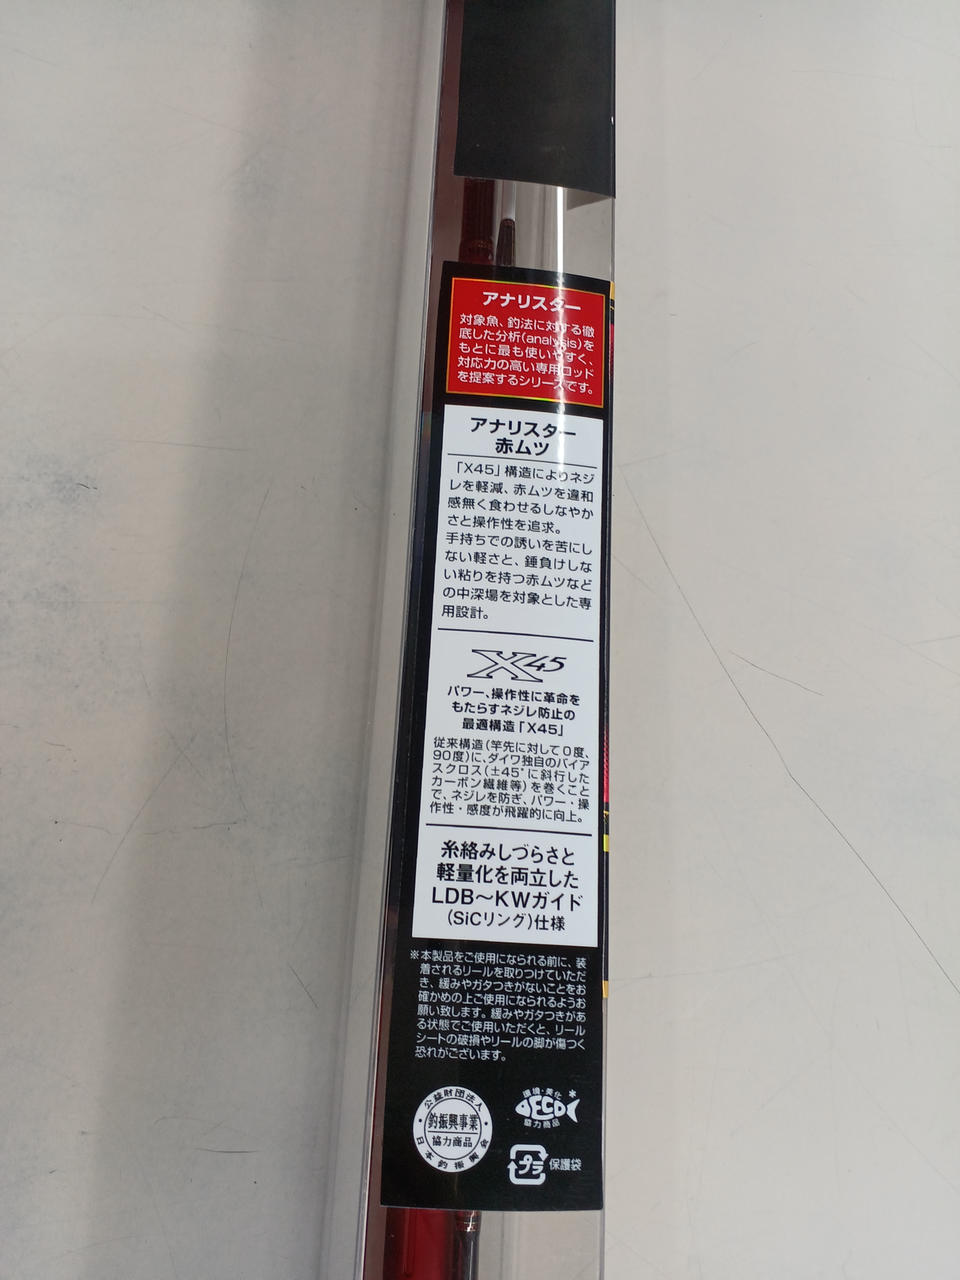 アナリスター
対象魚、釣法に対する徹
底した分析(analysis)を
もとに最も使いやすく、
対応力の高い専用ロッド
を提案するシリーズです。
アナリスター
赤ムツ
「X45」構造によりネジ
レを軽減、赤ムツを違和
感無く食わせるしなやか
さと操作性を追求。
手持ちでの誘いを苦にし
ない軽さと、錘負けしな
い粘りを持つ赤ムツなど
の中深場を対象とした専
用設計。
X45
パワー、操作性に革命を
もたらすネジレ防止の
最適構造「X45」
従来構造(竿先に対して0度、
90度)に、ダイワ独自のバイア
スクロス(±45°に斜行した
カーボン繊維等)を巻くこと
で、ネジレを防ぎ、パワー・操
作性・感度が飛躍的に向上。
糸絡みしづらさと
軽量化を両立した
LDB〜KWガイド
(SiCリング)仕様
※本製品をご使用になられる前に、装
着されるリールを取りつけていただ
き、緩みやガタつきがないことをお
確かめの上ご使用になられるようお
願い致します。緩みやガタつきがあ
る状態でご使用いただくと、リール
シートの破損やリールの脚が傷つく
恐れがございます。
公益財団法人
釣振興事業
協力商品
日本釣振興会
環境・美化
DECO
協力商品
プラ
保護袋